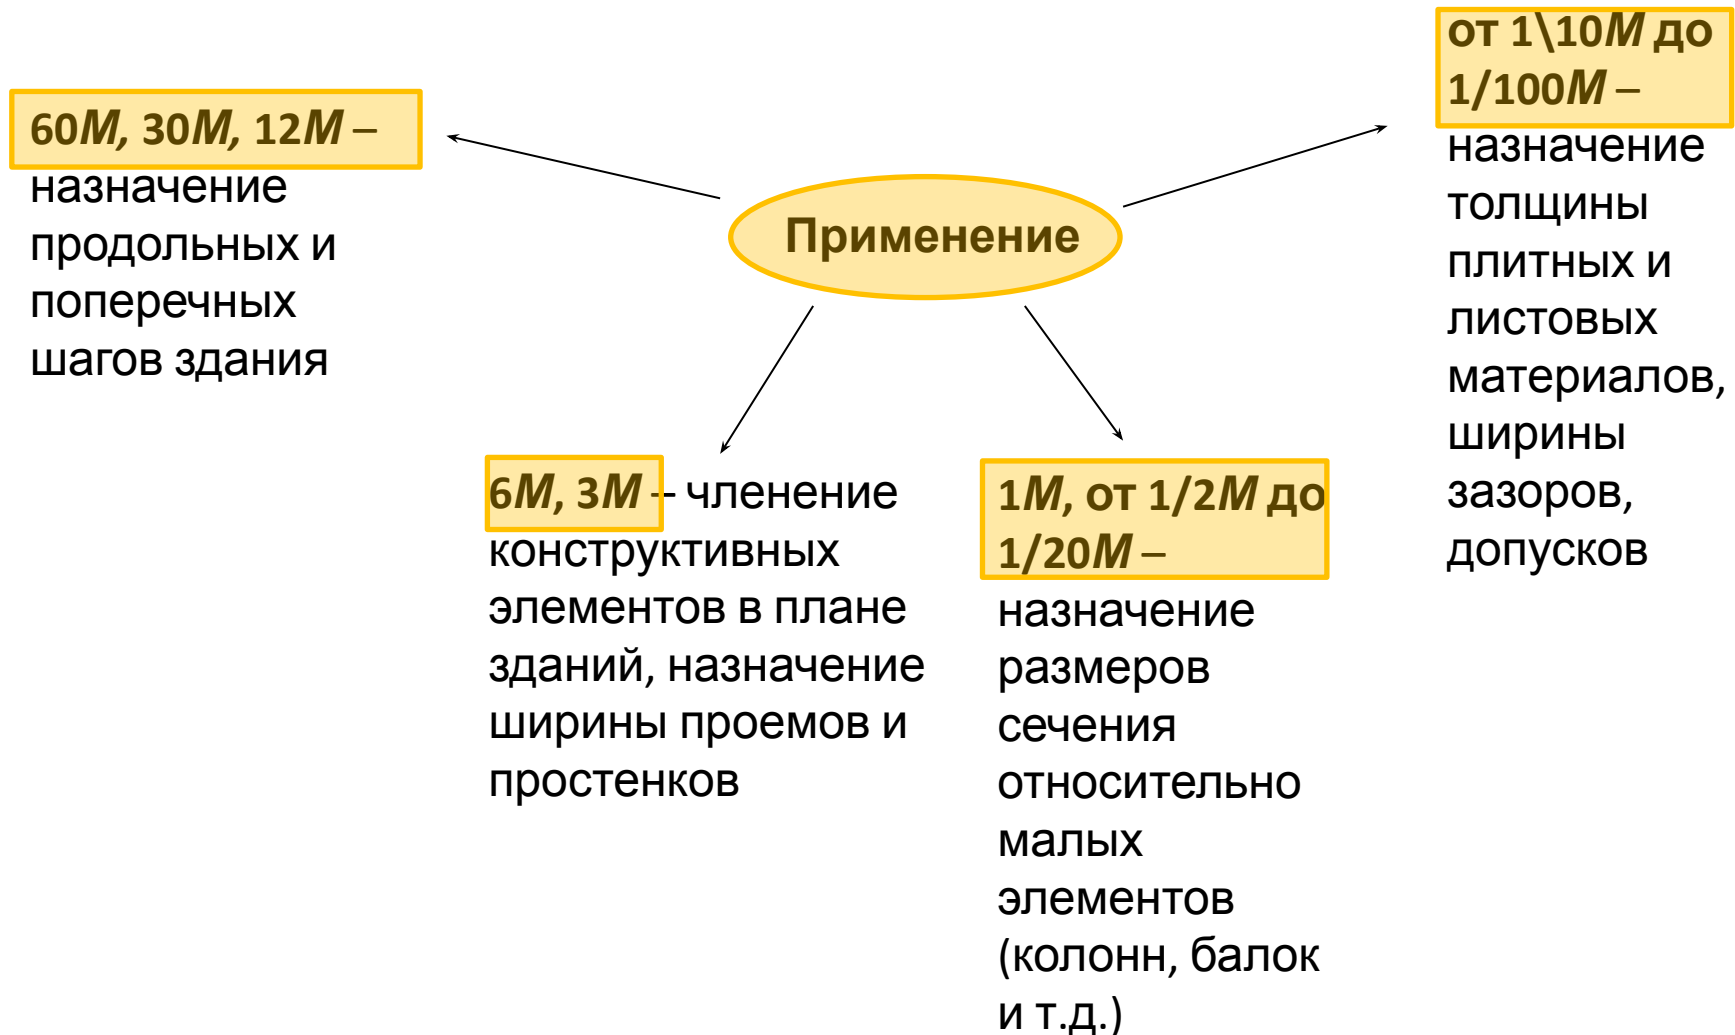 60М, 30М, 12М –
назначение
продольных и
поперечных
шагов здания
Применение
6М, 3М – членение
конструктивных
элементов в плане
зданий, назначение
ширины проемов и
простенков
1М, от 1/2М до
1/20М –
назначение
размеров
сечения
относительно
малых
элементов
(колонн, балок
и т.д.)
от 1\10М до
1/100М –
назначение
толщины
плитных и
листовых
материалов,
ширины
зазоров,
допусков